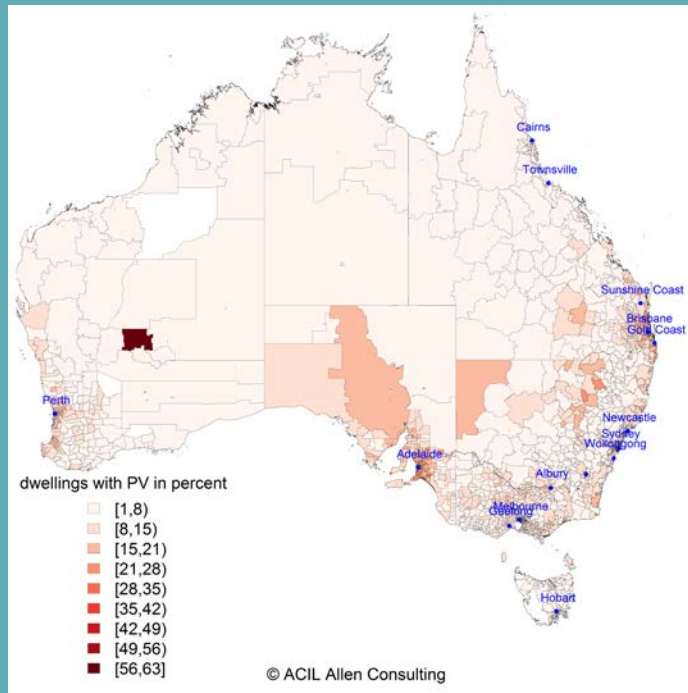 Cairns
Townsville
Sunshine Coast
Brisbane
Gold Coast
Perth
Newcastle
Sydney
Wollongong
Adelaide
Albury
Melbourne
Geelong
Hobart
dwellings with PV in percent
[1,8)
[8,15)
[15,21)
[21,28)
[28,35)
[35,42)
[42,49)
[49,56)
[56,63]
© ACIL Allen Consulting